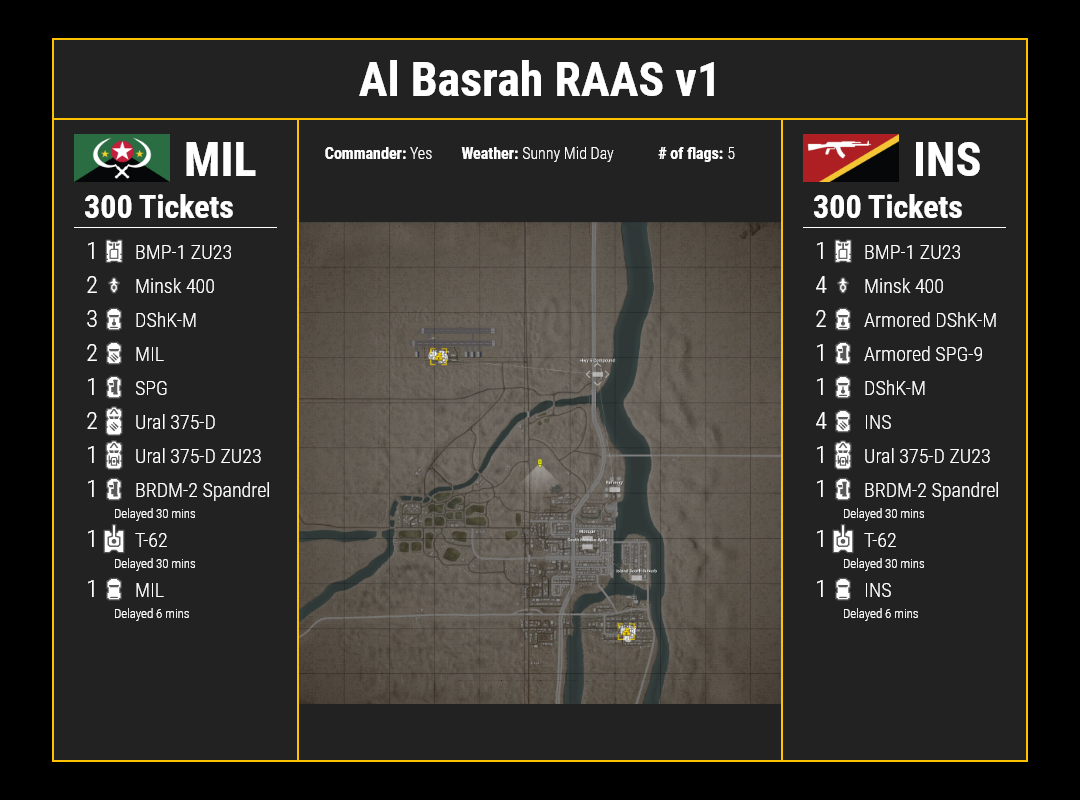 Al Basrah RAAS v1
MIL
300 Tickets
1 BMP-1 ZU23
2 Minsk 400
3 DShK-M
2 MIL
1 SPG
2 Ural 375-D
1 Ural 375-D ZU23
1 BRDM-2 Spandrel
Delayed 30 mins
1 T-62
Delayed 30 mins
1 MIL
Delayed 6 mins
Commander: Yes Weather: Sunny Mid Day # of flags: 5
INS
300 Tickets
1 BMP-1 ZU23
4 Minsk 400
2 Armored DShK-M
1 Armored SPG-9
1 DShK-M
4 INS
1 Ural 375-D ZU23
1 BRDM-2 Spandrel
Delayed 30 mins
1 T-62
Delayed 30 mins
1 INS
Delayed 6 mins